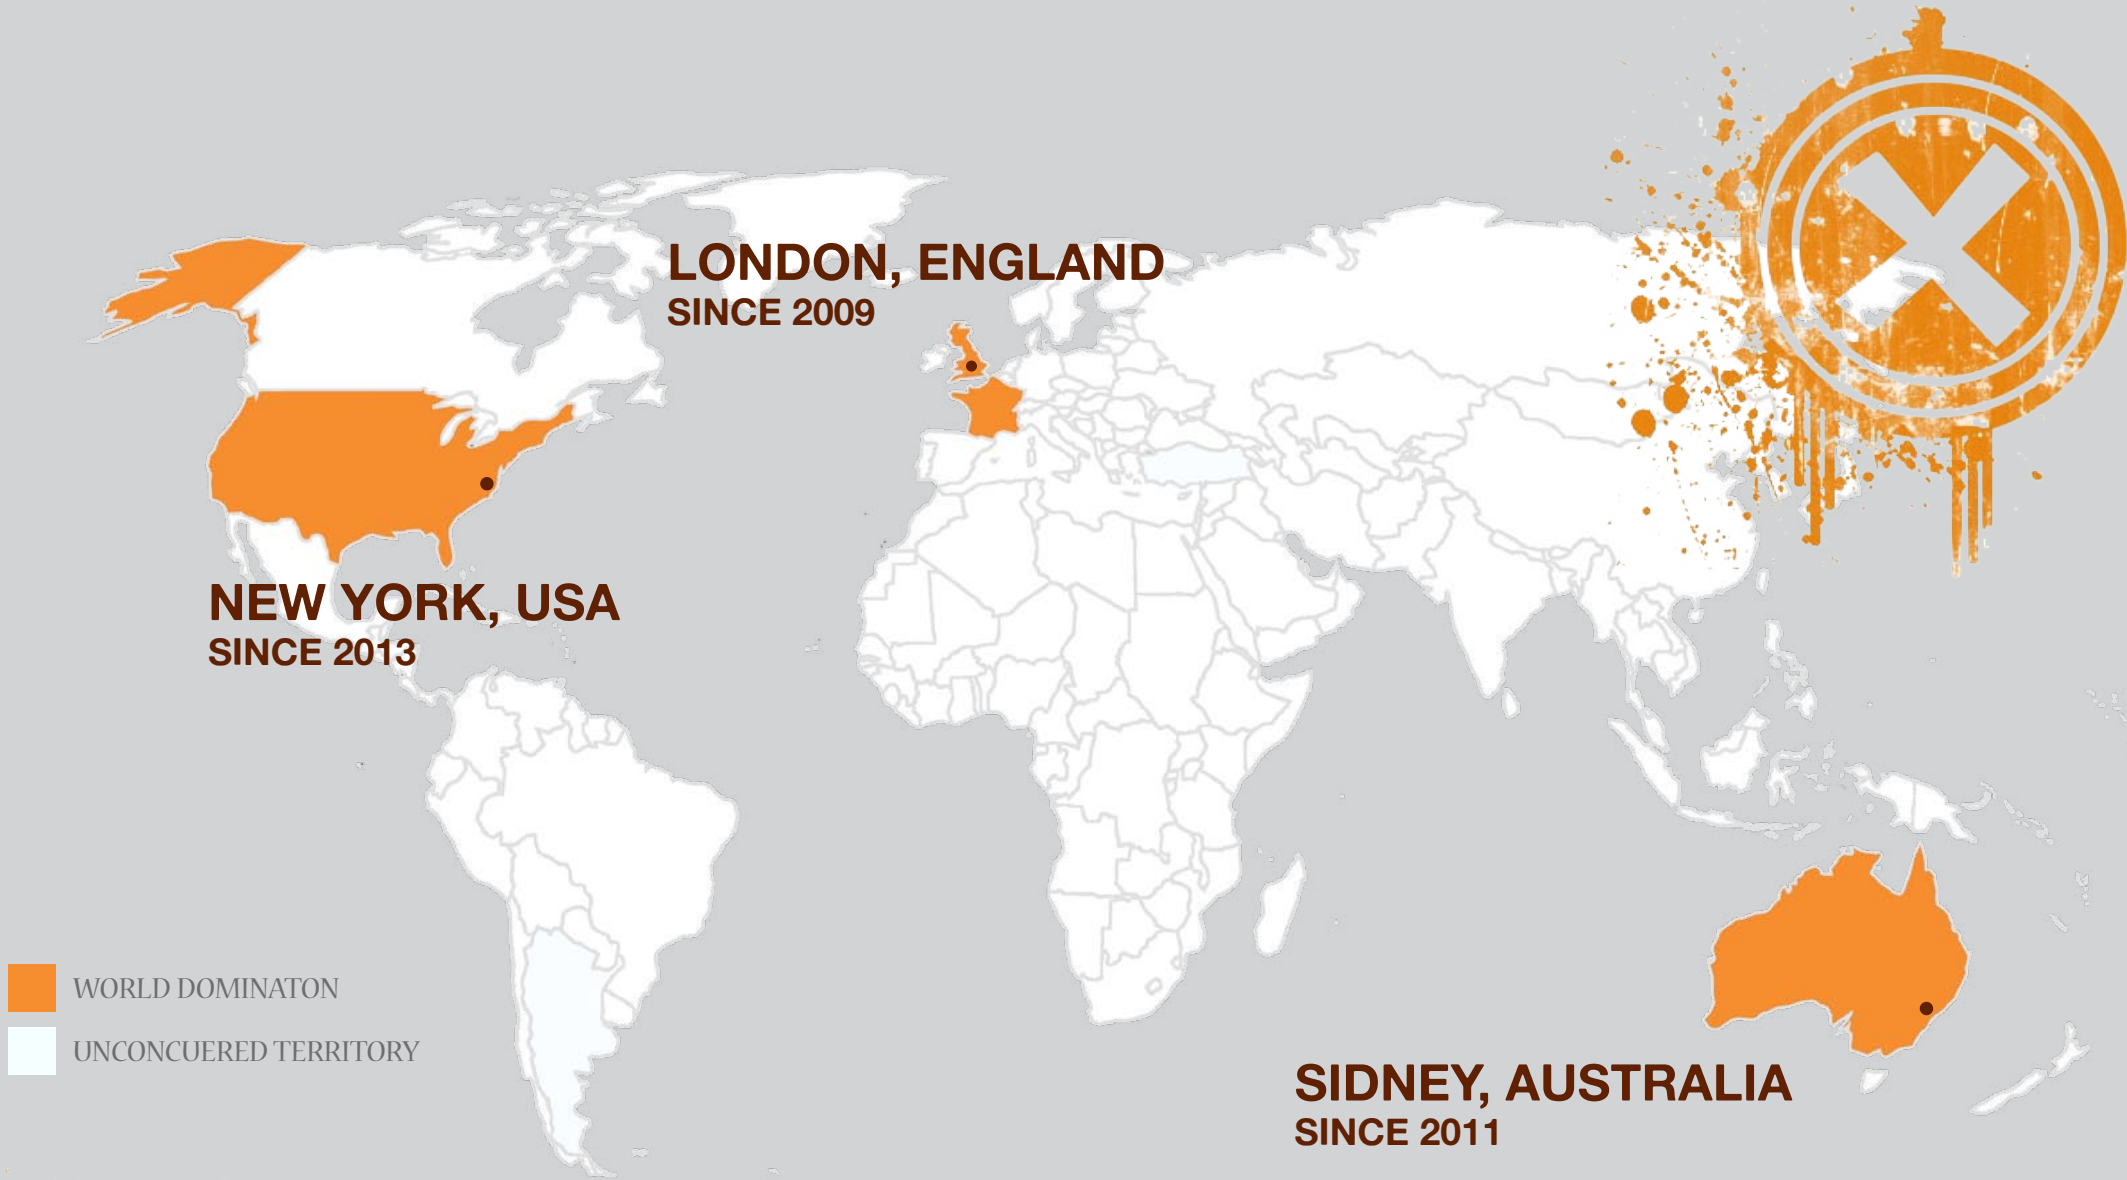 LONDON, ENGLAND
SINCE 2009
NEW YORK, USA
SINCE 2013
WORLD DOMINATON
UNCONCUERED TERRITORY
SIDNEY, AUSTRALIA
SINCE 2011